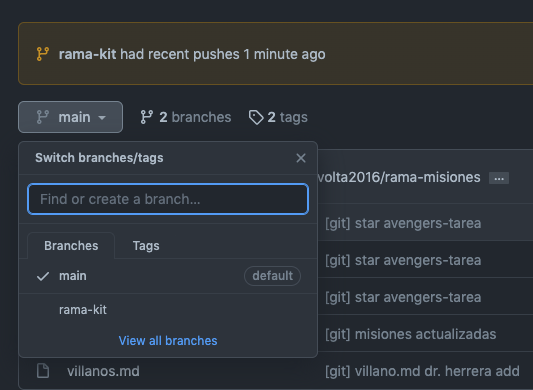 rama-kit had recent pushes 1 minute ago
main
2 branches
2 tags
Switch branches/tags
Find or create a branch...
Branches
Tags
main
default
rama-kit
View all branches
volta2016/rama-misiones ...
[git] star avengers-tarea
[git] star avengers-tarea
[git] star avengers-tarea
[git] misiones actualizadas
villanos.md
[git] villano.md dr. herrera add